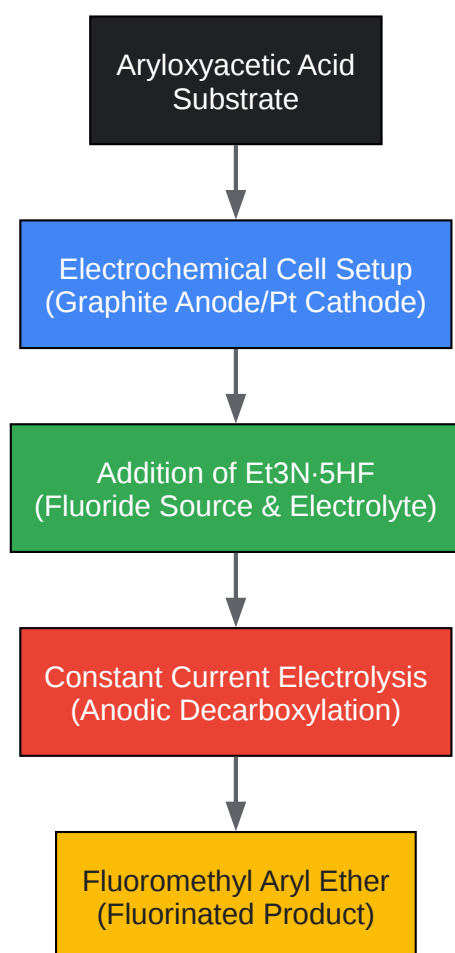 Aryloxyacetic Acid
Substrate
Electrochemical Cell Setup
(Graphite Anode/Pt Cathode)
Addition of Et3N·5HF
(Fluoride Source & Electrolyte)
Constant Current Electrolysis
(Anodic Decarboxylation)
Fluoromethyl Aryl Ether
(Fluorinated Product)